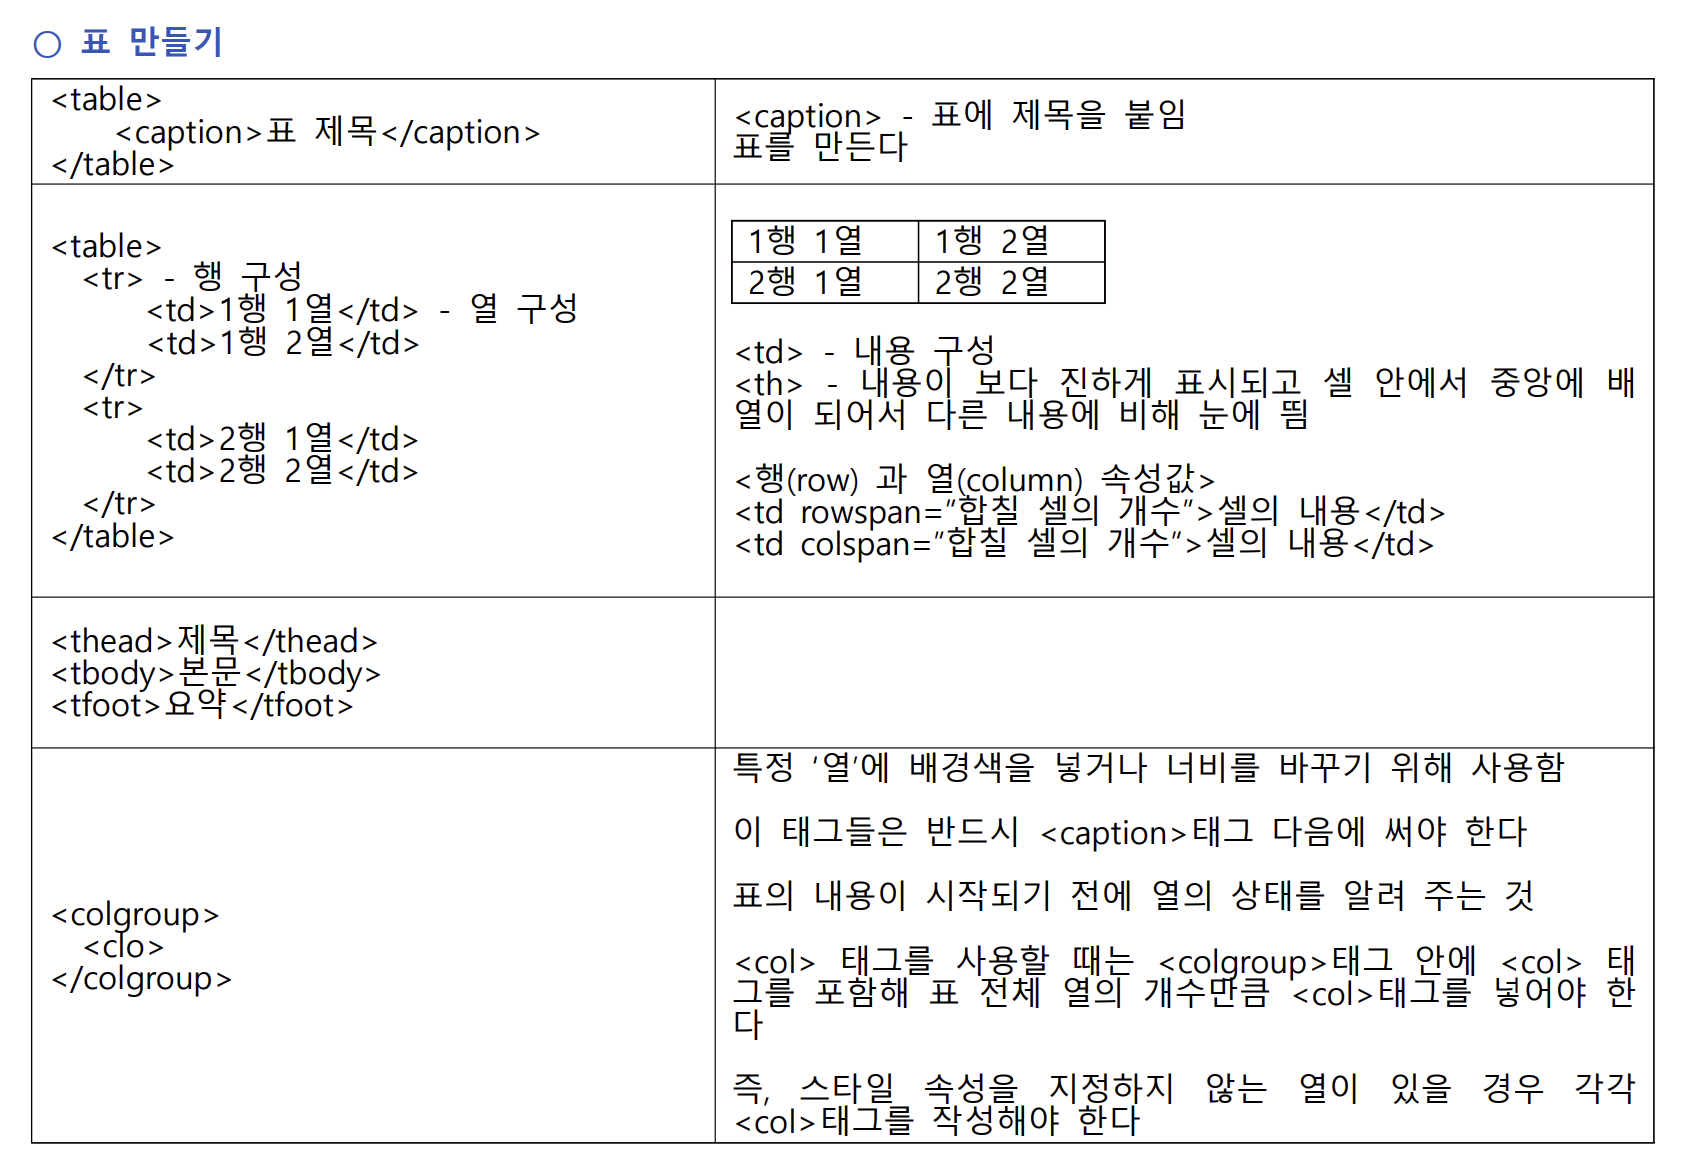 ○ 표 만들기
<table>
<caption>표 제목</caption>
</table>
<caption> - 표에 제목을 붙임
표를 만든다
<table>
<tr> - 행 구성
<td>1행 1열</td> - 열 구성
<td>1행 2열</td>
</tr>
<tr>
<td>2행 1열</td>
<td>2행 2열</td>
</tr>
</table>
1행 1열 1행 2열
2행 1열 2행 2열
<td> - 내용 구성
<th> - 내용이 보다 진하게 표시되고 셀 안에서 중앙에 배
열이 되어서 다른 내용에 비해 눈에 띔
<행(row) 과 열(column) 속성값>
<td rowspan="합칠 셀의 개수">셀의 내용</td>
<td colspan="합칠 셀의 개수">셀의 내용</td>
<thead>제목</thead>
<tbody>본문</tbody>
<tfoot>요약</tfoot>
<colgroup>
<clo>
</colgroup>
특정 '열'에 배경색을 넣거나 너비를 바꾸기 위해 사용함
이 태그들은 반드시 <caption>태그 다음에 써야 한다
표의 내용이 시작되기 전에 열의 상태를 알려 주는 것
<col> 태그를 사용할 때는 <colgroup>태그 안에 <col> 태
그를 포함해 표 전체 열의 개수만큼 <col>태그를 넣어야 한
다
즉, 스타일 속성을 지정하지 않는 열이 있을 경우 각각
<col>태그를 작성해야 한다